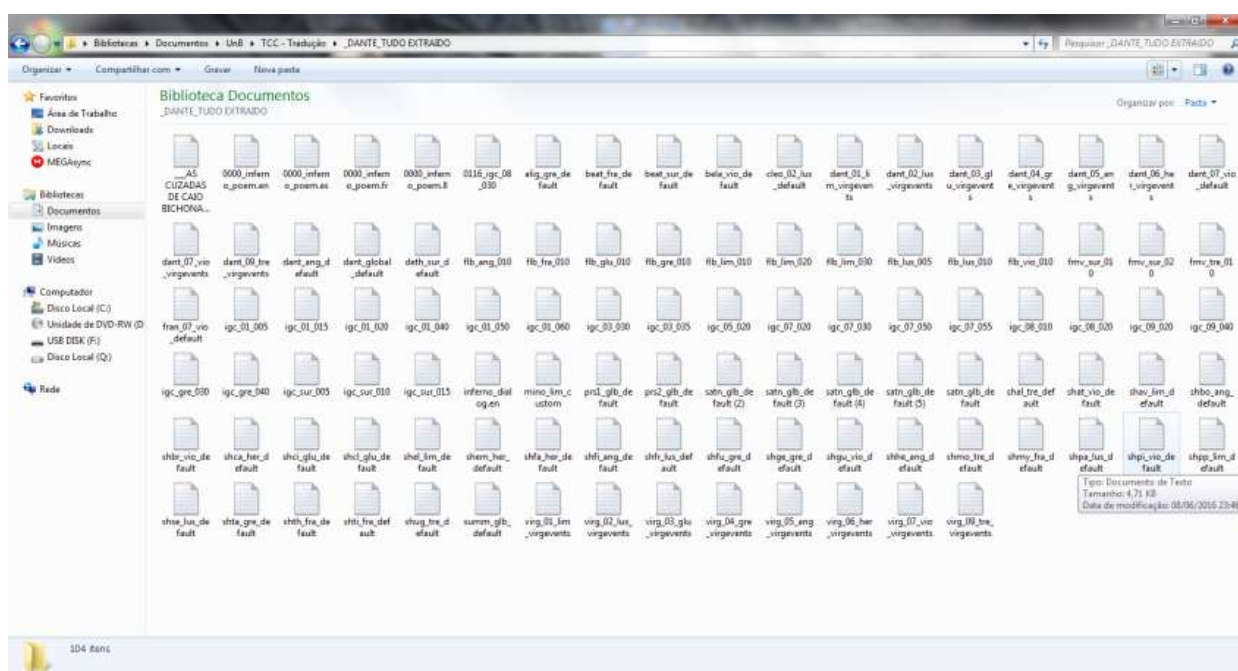 Bibliotecas Documentos UnB TCC - Tradução _DANTE_TUDO EXTRAIDO Pesquisar _DANTE_TUDO EXTRAIDO
Organizar Compartilhar com Gravar Nova pasta
Favoritos
Área de Trabalho
Downloads
Locais
MEGAsync
Bibliotecas
Documentos
Imagens
Músicas
Vídeos
Computador
Disco Local (C:)
Unidade de DVD-RW (D
USB DISK (F:)
Disco Local (Q:)
Rede
Biblioteca Documentos
_DANTE_TUDO EXTRAIDO
Organizar por: Pasta
__AS CUZADAS DE CAIO BICHONA...
0000_inferno_poem.en
0000_inferno_poem.es
0000_inferno_poem.fr
0000_inferno_poem.it
0116_igc_08_030
alig_gre_default
beat_fra_default
beat_sur_default
bela_vio_default
cleo_02_lus_default
dant_01_lim_virgevents
dant_02_lus_virgevents
dant_03_glu_virgevents
dant_04_gre_virgevents
dant_05_ang_virgevents
dant_06_her_virgevents
dant_07_vio_default
dant_07_vio_virgevents
dant_09_tre_virgevents
dant_ang_default
dant_global_default
deth_sur_default
flb_ang_010
flb_fra_010
flb_glu_010
flb_gre_010
flb_lim_010
flb_lim_020
flb_lim_030
flb_lus_005
flb_lus_010
flb_vio_010
fmv_sur_010
fmv_sur_020
fmv_tre_010
fran_07_vio_default
igc_01_005
igc_01_015
igc_01_020
igc_01_040
igc_01_050
igc_01_060
igc_03_030
igc_03_035
igc_05_020
igc_07_020
igc_07_030
igc_07_050
igc_07_055
igc_08_010
igc_08_020
igc_09_020
igc_09_040
igc_gre_030
igc_gre_040
igc_sur_005
igc_sur_010
igc_sur_015
inferno_dialog.en
mino_lim_custom
prs1_glb_default
prs2_glb_default
satn_glb_default (2)
satn_glb_default (3)
satn_glb_default (4)
satn_glb_default (5)
satn_glb_default
shal_tre_default
shat_vio_default
shav_lim_default
shbo_ang_default
shbr_vio_default
shca_her_default
shci_glu_default
shcl_glu_default
shel_lim_default
shem_her_default
shfa_her_default
shfi_ang_default
shfr_lus_default
shfu_gre_default
shge_gre_default
shgu_vio_default
shhe_ang_default
shmo_tre_default
shmy_fra_default
shpa_lus_default
shpi_vio_default
shpp_lim_default
Tipo: Documento de Texto
Tamanho: 4,71 KB
Data de modificação: 08/06/2016 23:46
shse_lus_default
shta_gre_default
shth_fra_default
shti_fra_default
shug_tre_default
summ_glb_default
virg_01_lim_virgevents
virg_02_lus_virgevents
virg_03_glu_virgevents
virg_04_gre_virgevents
virg_05_ang_virgevents
virg_06_her_virgevents
virg_07_vio_virgevents
virg_09_tre_virgevents
104 itens